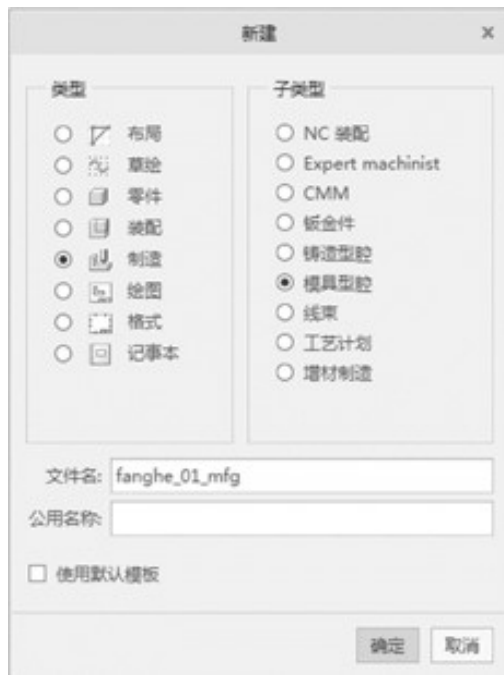 新建
类型
布局
草绘
零件
装配
制造
绘图
格式
记事本
子类型
NC 装配
Expert machinist
CMM
钣金件
铸造型腔
模具型腔
线束
工艺计划
增材制造
文件名: fanghe_01_mfg
公用名称:
使用默认模板
确定 取消